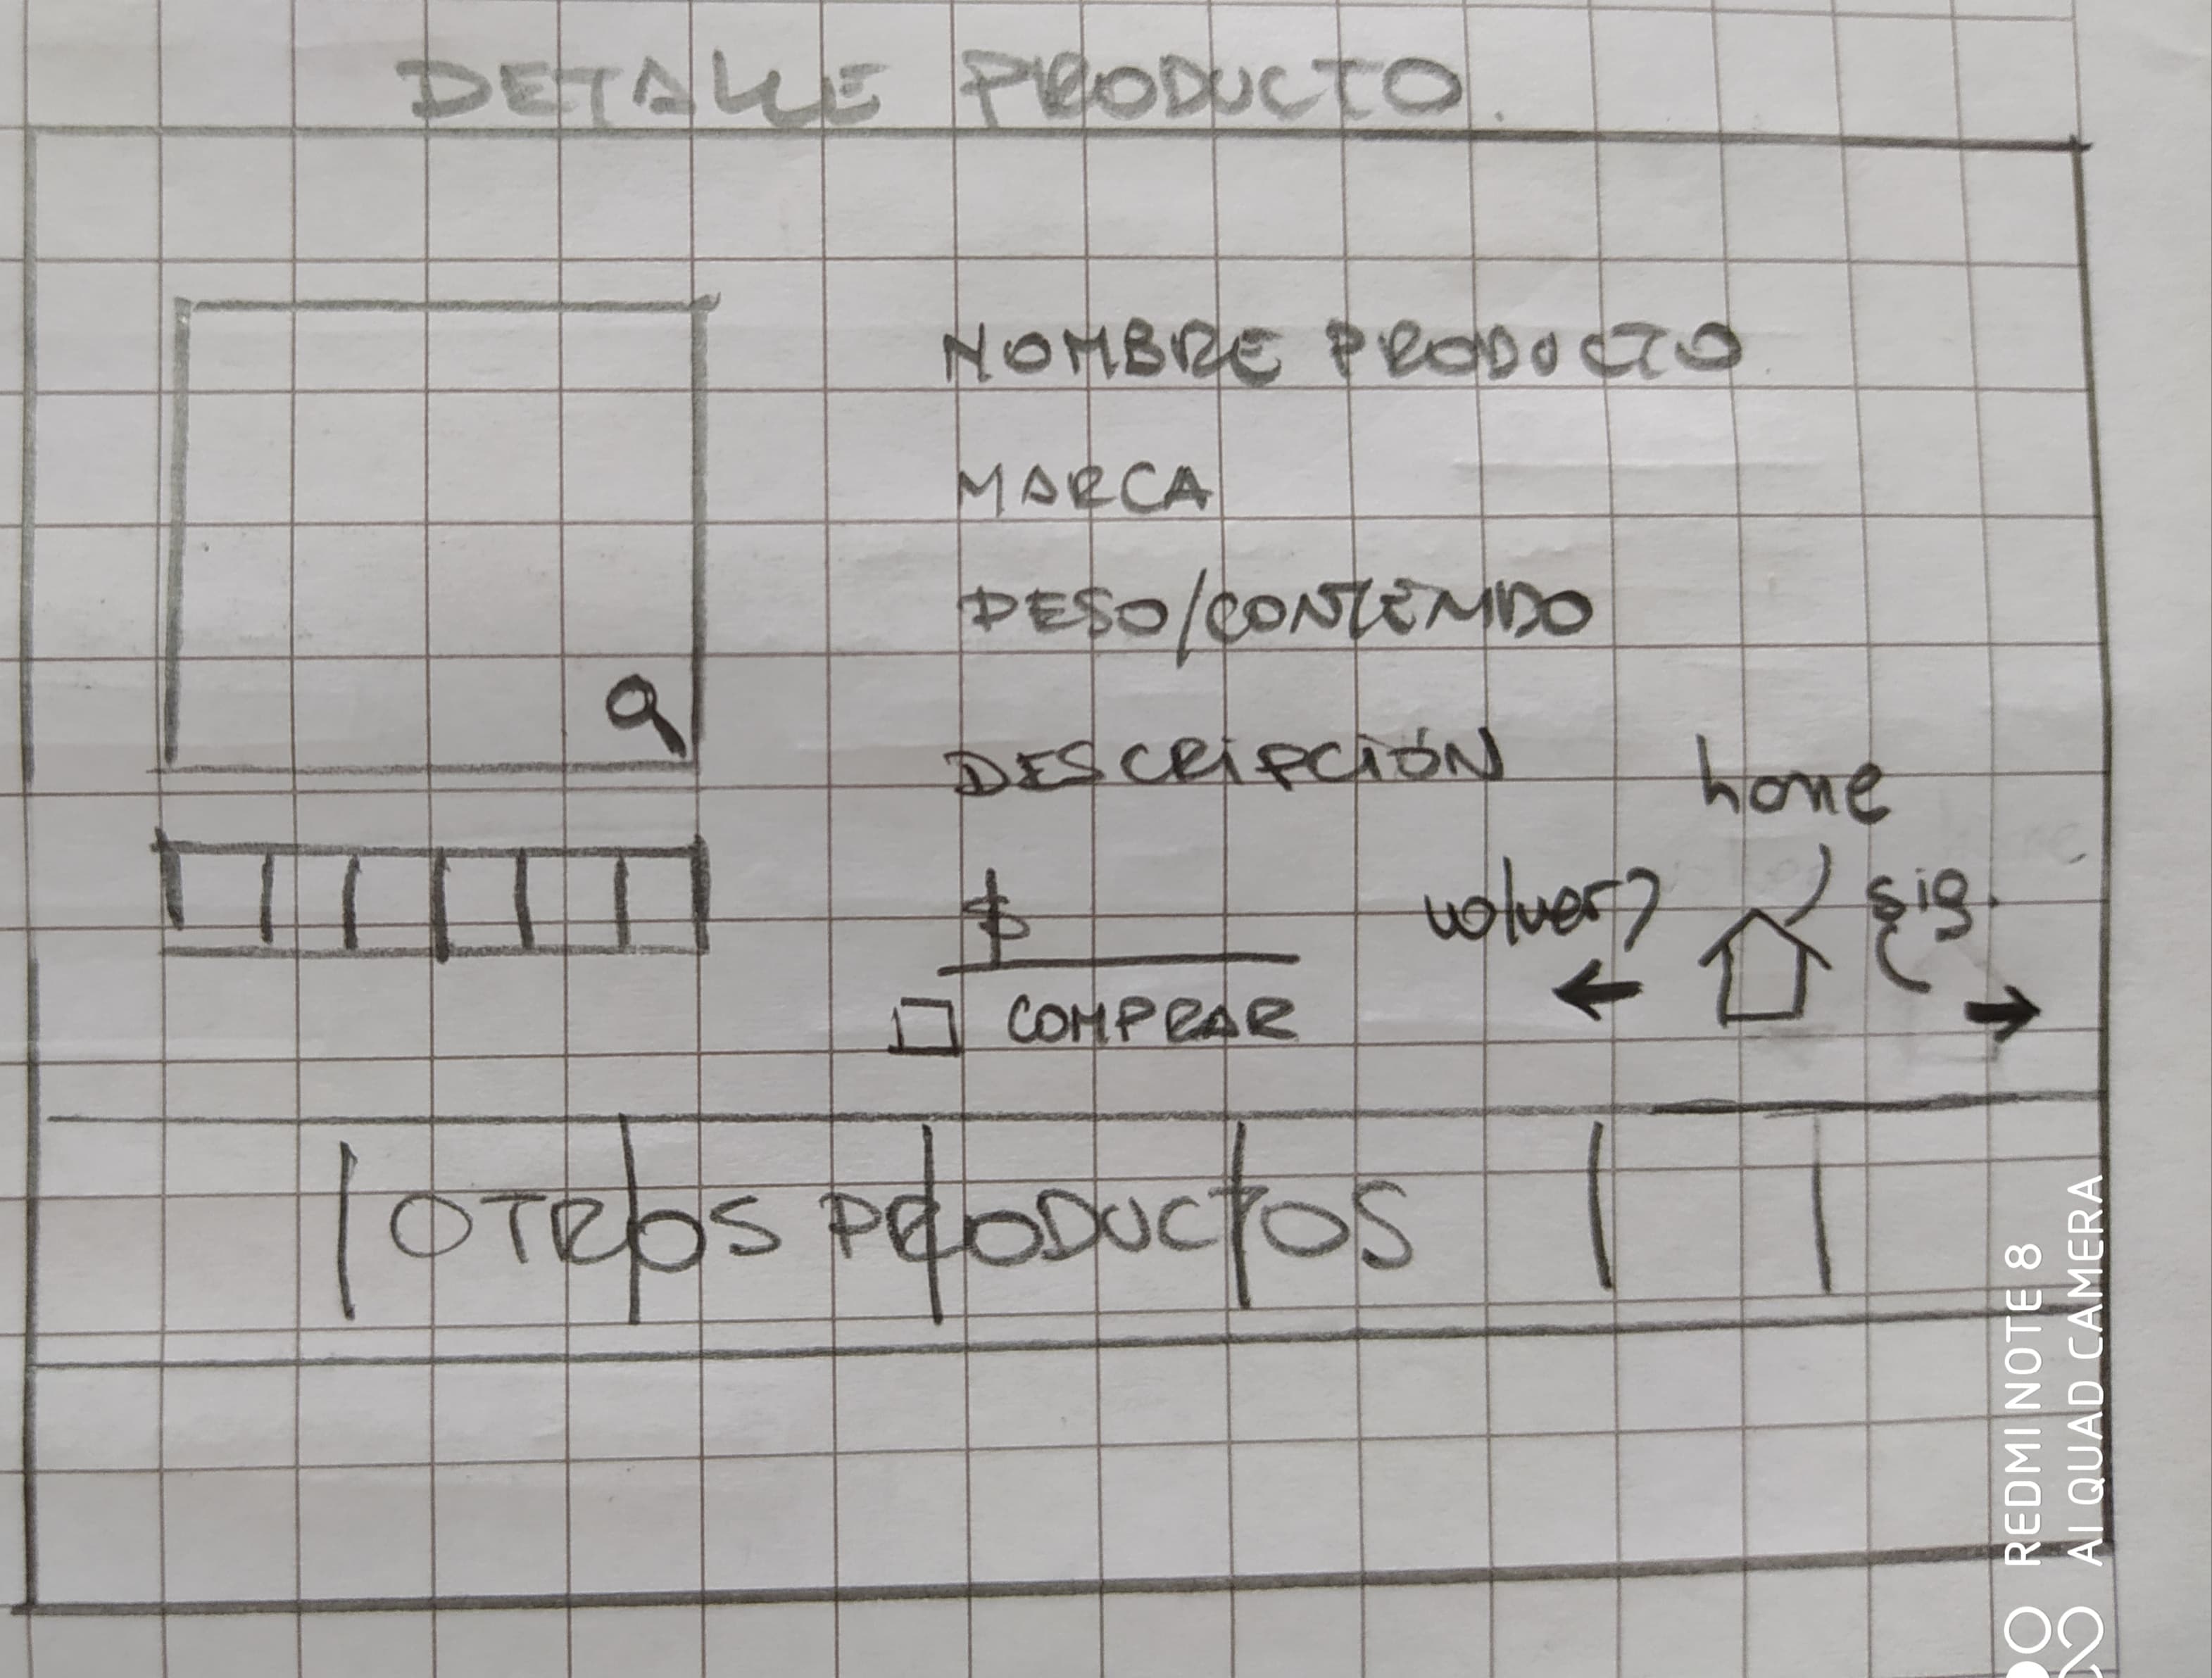 DETALLE PRODUCTO.
NOMBRE PRODUCTO
MARCA
PESO/CONTENIDO
DESCRIPCIÓN
home
volver
sig.
$
COMPRAR
OTROS PRODUCTOS
REDMI NOTE 8
AI QUAD CAMERA